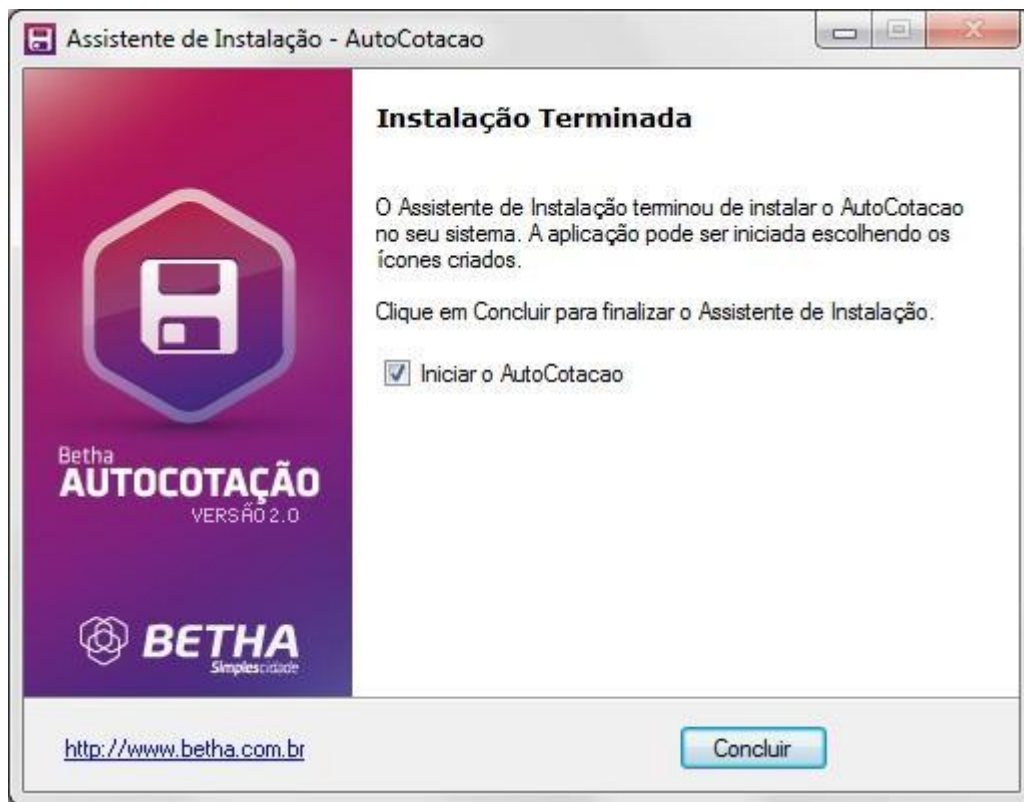 Assistente de Instalação - AutoCotacao
Instalação Terminada
O Assistente de Instalação terminou de instalar o AutoCotacao
no seu sistema. A aplicação pode ser iniciada escolhendo os
ícones criados.
Clique em Concluir para finalizar o Assistente de Instalação.
Iniciar o AutoCotacao
Betha
AUTOCOTAÇÃO
VERSÃO 2.0
BETHA
Simplescidade
http://www.betha.com.br
Concluir